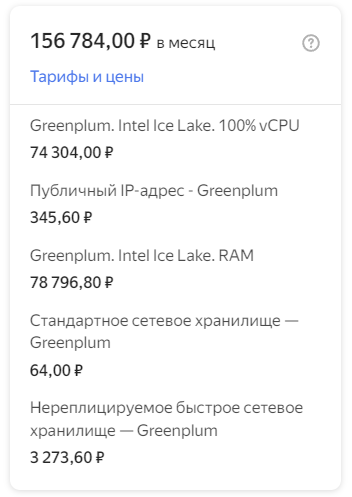 156 784,00 ₽ в месяц
?
Тарифы и цены
Greenplum. Intel Ice Lake. 100% vCPU
74 304,00 ₽
Публичный IP-адрес - Greenplum
345,60 ₽
Greenplum. Intel Ice Lake. RAM
78 796,80 ₽
Стандартное сетевое хранилище —
Greenplum
64,00 ₽
Нереплицируемое быстрое сетевое
хранилище — Greenplum
3 273,60 ₽